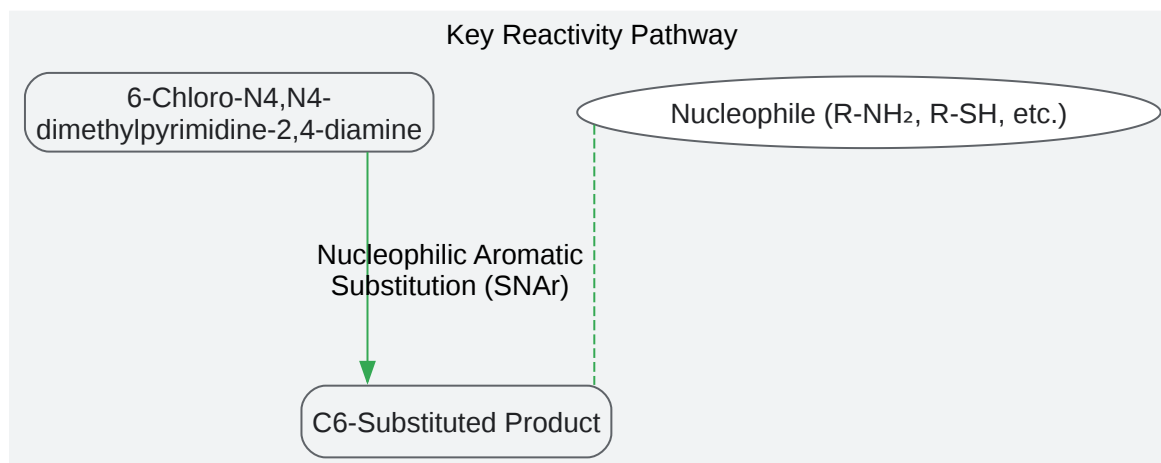 Key Reactivity Pathway
6-Chloro-N4,N4-
dimethylpyrimidine-2,4-diamine
Nucleophile (R-NH₂, R-SH, etc.)
Nucleophilic Aromatic
Substitution (SNAr)
C6-Substituted Product